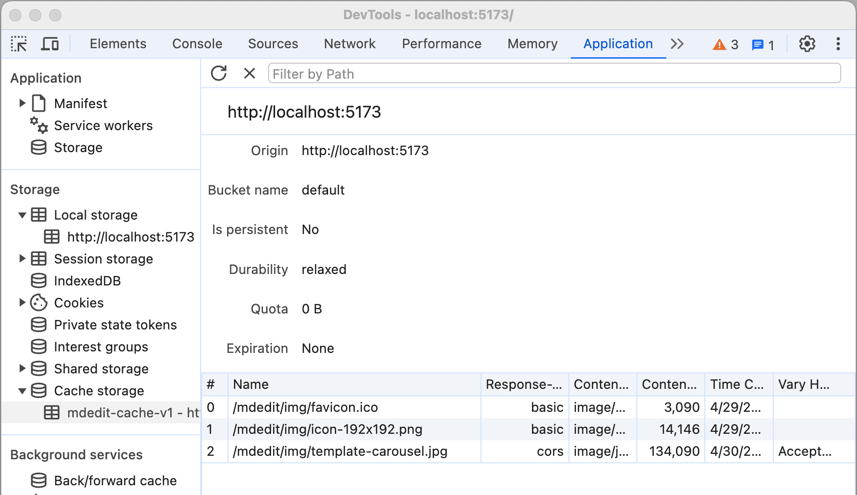 DevTools - localhost:5173/
Elements Console Sources Network Performance Memory Application 3 1
Application
Manifest
Service workers
Storage
Storage
Local storage
http://localhost:5173
Session storage
IndexedDB
Cookies
Private state tokens
Interest groups
Shared storage
Cache storage
mdedit-cache-v1 - ht
Background services
Back/forward cache
Filter by Path
http://localhost:5173
Origin http://localhost:5173
Bucket name default
Is persistent No
Durability relaxed
Quota 0 B
Expiration None
# Name Response-... Conten... Conten... Time C... Vary H...
0 /mdedit/img/favicon.ico basic image/... 3,090 4/29/2...
1 /mdedit/img/icon-192x192.png basic image/... 14,146 4/29/2...
2 /mdedit/img/template-carousel.jpg cors image/j... 134,090 4/30/2... Accept...